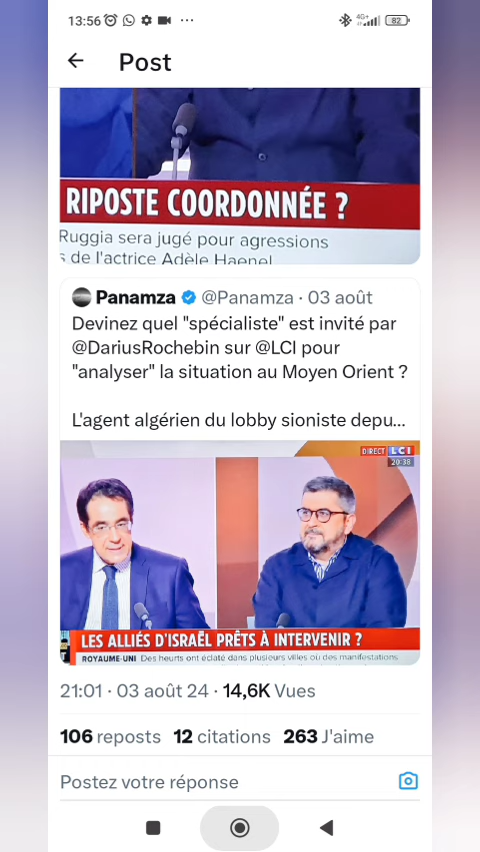 13:56
4G+
82
Post
RIPOSTE COORDONNÉE ?
Ruggia sera jugé pour agressions
s de l'actrice Adèle Haenel
Panamza @Panamza · 03 août
Devinez quel "spécialiste" est invité par
@DariusRochebin sur @LCI pour
"analyser" la situation au Moyen Orient ?
L'agent algérien du lobby sioniste depu...
DIRECT LCI
20:38
LES ALLIÉS D'ISRAËL PRÊTS À INTERVENIR ?
ROYAUME-UNI Des heurts ont éclaté dans plusieurs villes où des manifestations
21:01 · 03 août 24 · 14,6K Vues
106 reposts 12 citations 263 J'aime
Postez votre réponse